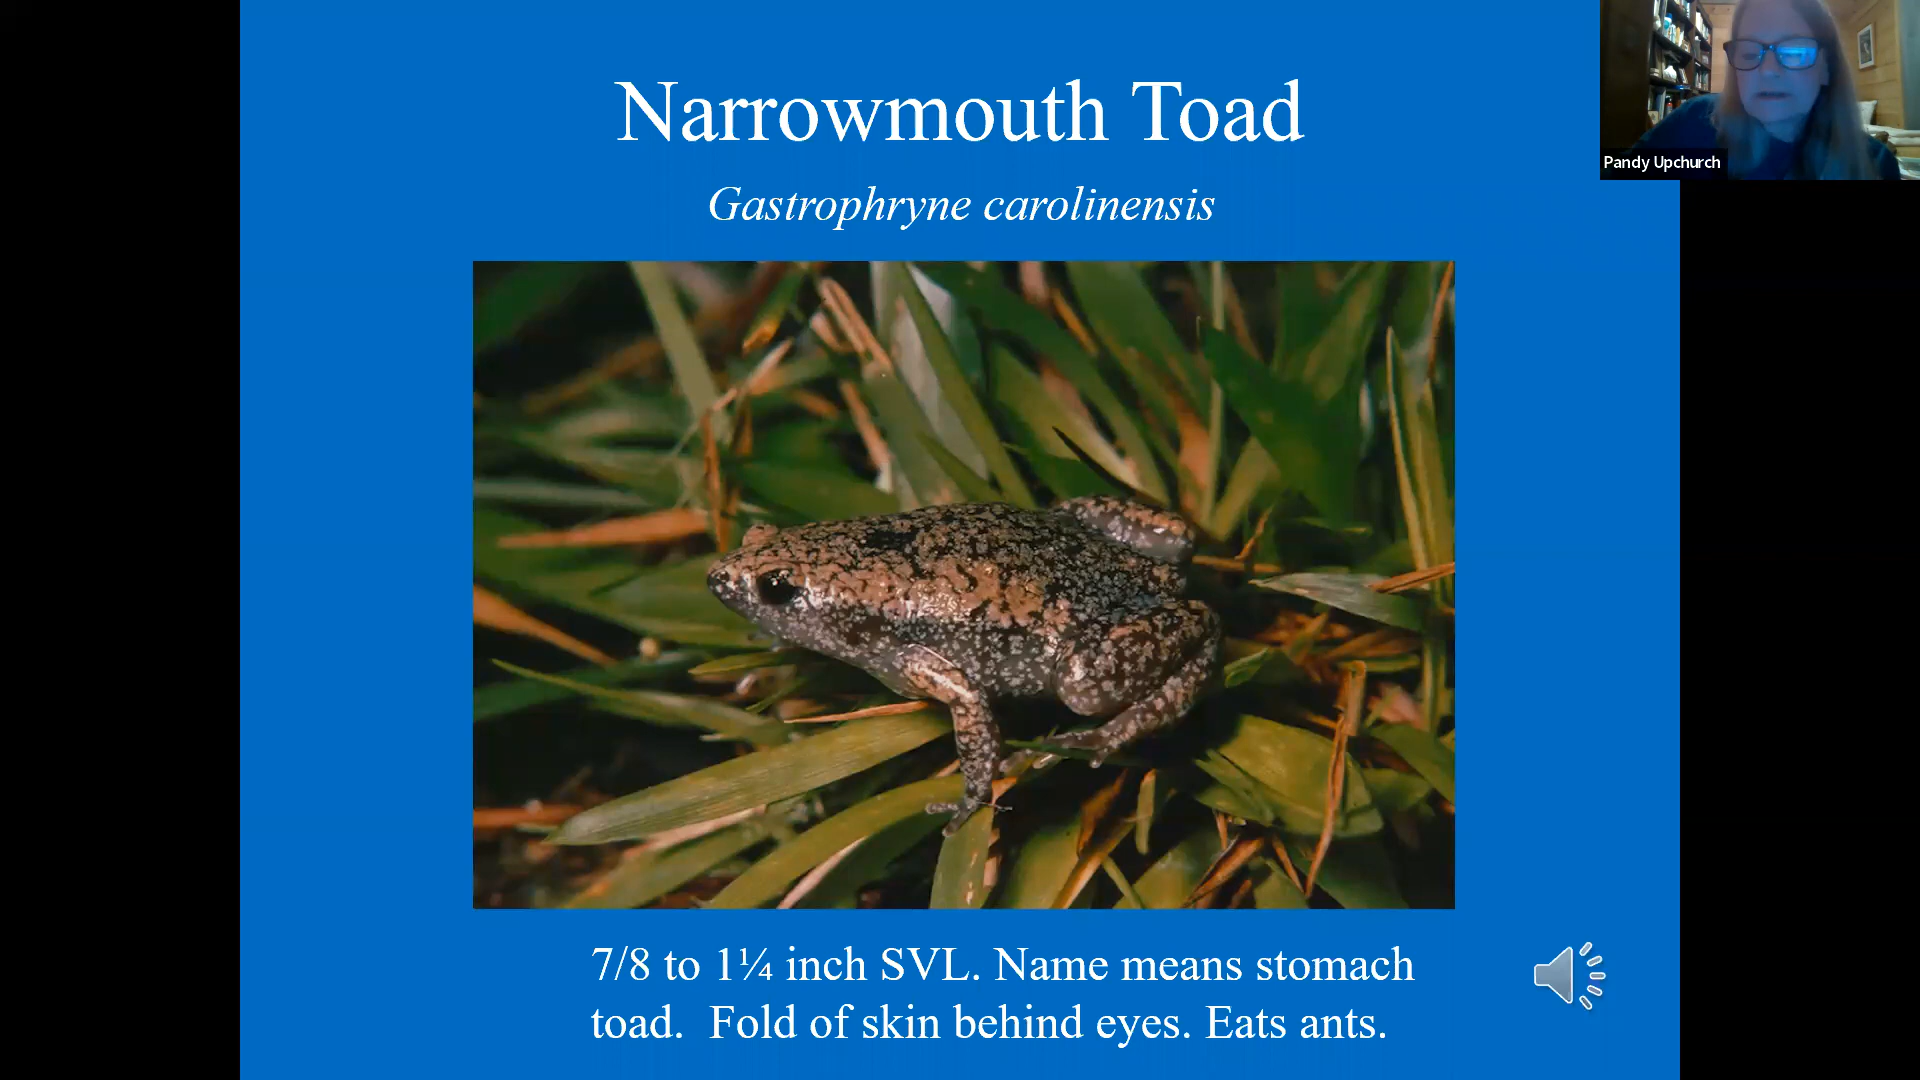 Narrowmouth Toad
Gastrophryne carolinensis
Pandy Upchurch
7/8 to 1¼ inch SVL. Name means stomach
toad.  Fold of skin behind eyes. Eats ants.